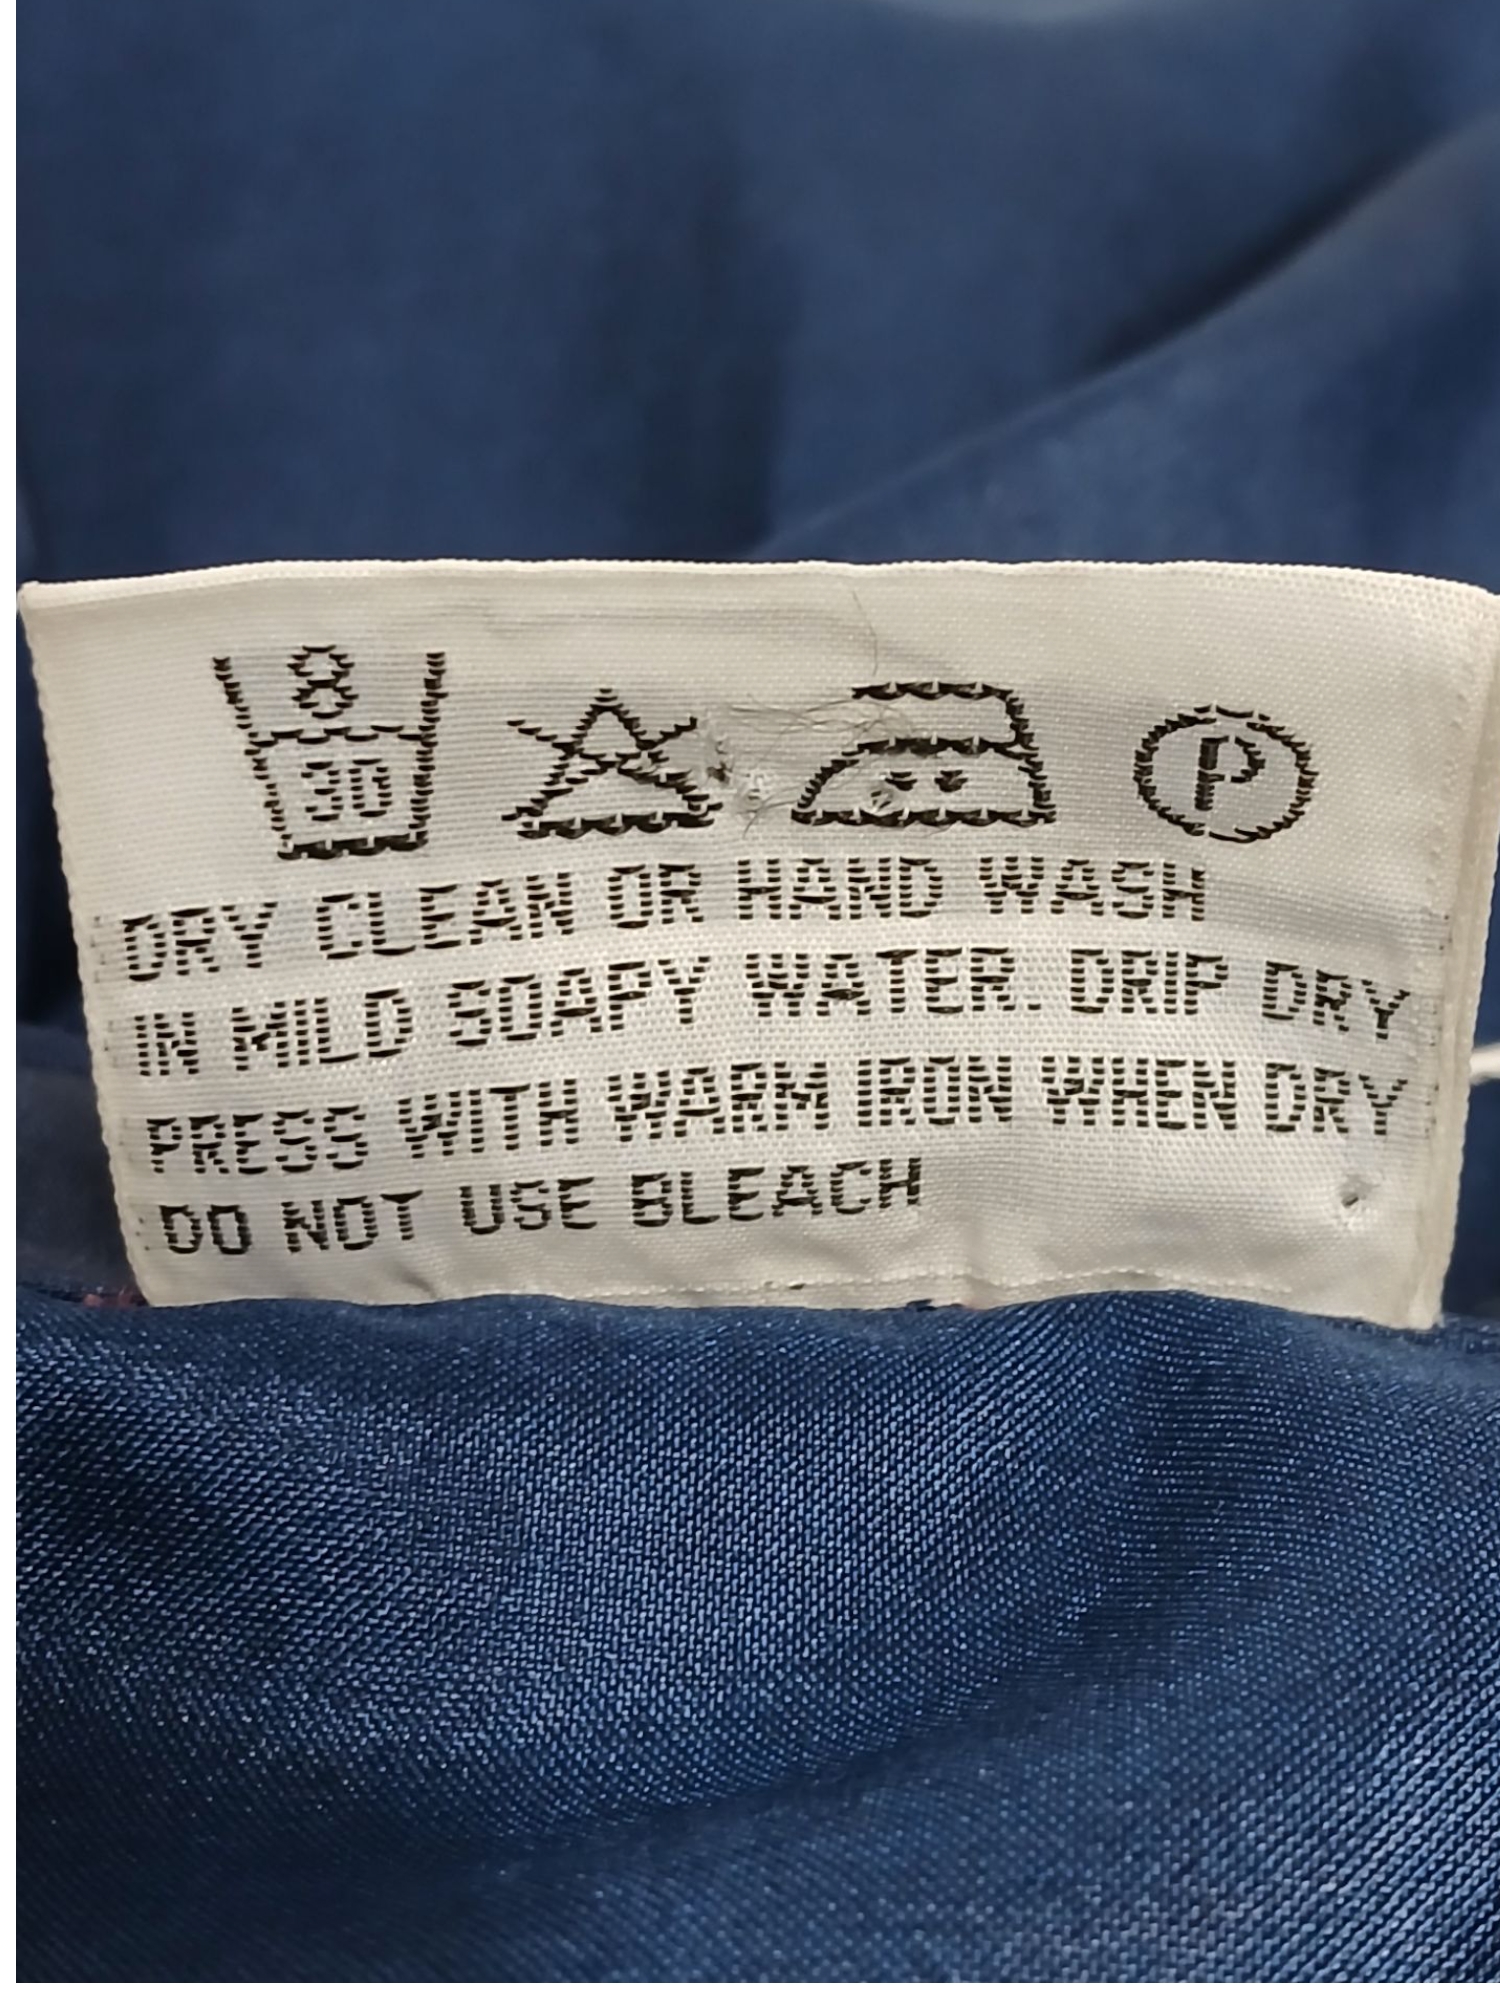 8
30
P
DRY CLEAN OR HAND WASH
IN MILD SOAPY WATER. DRIP DRY
PRESS WITH WARM IRON WHEN DRY
DO NOT USE BLEACH